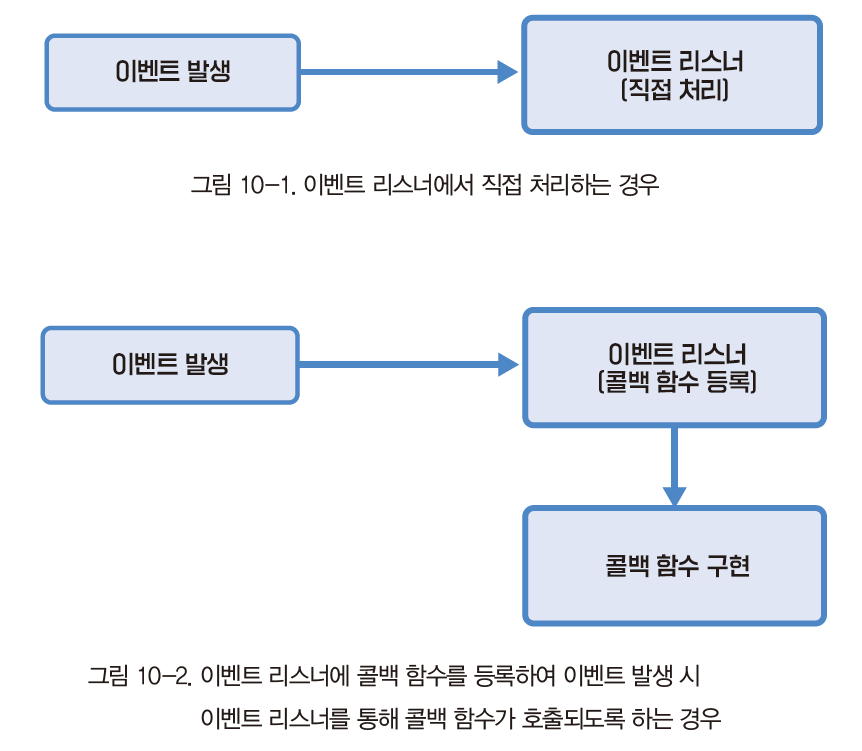 이벤트 발생
이벤트 리스너
(직접 처리)
그림 10-1. 이벤트 리스너에서 직접 처리하는 경우
이벤트 발생
이벤트 리스너
(콜백 함수 등록)
콜백 함수 구현
그림 10-2. 이벤트 리스너에 콜백 함수를 등록하여 이벤트 발생 시
이벤트 리스너를 통해 콜백 함수가 호출되도록 하는 경우